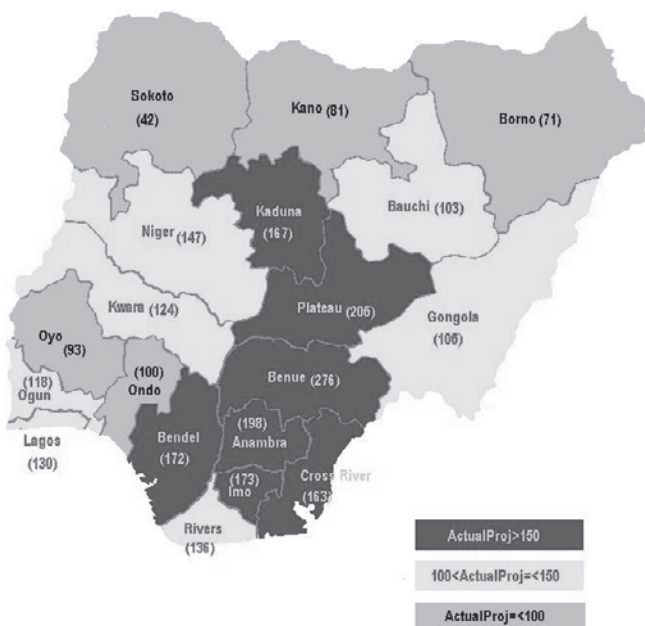 Sokoto
(42)
Kano (81)
Borno (71)
Kaduna
(167)
Bauchi (103)
Niger (147)
Kwara
(124)
Plateau (205)
Gongola
(106)
Oyo
(93)
(100)
Ondo
(118)
Ogun
Benue
(276)
Lagos
(130)
Bendel
(172)
(198)
Anambra
(173)
Imo
Cross River
(163)
Rivers
(136)
ActualProj>150
100<ActualProj=<150
ActualProj=<100